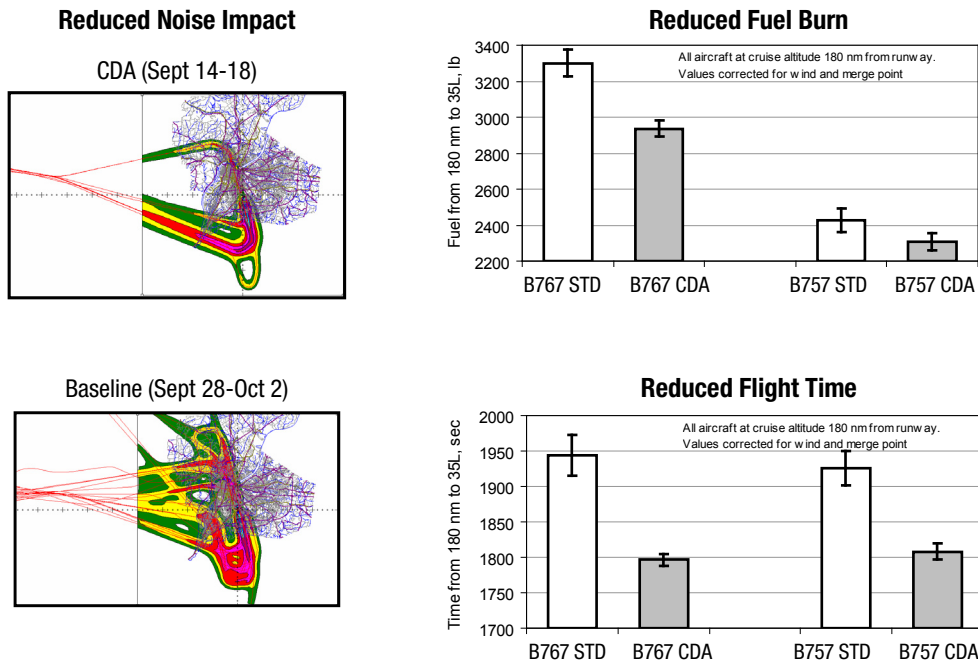 Reduced Noise Impact
CDA (Sept 14-18)
Baseline (Sept 28-Oct 2)
Reduced Fuel Burn
All aircraft at cruise altitude 180 nm from runway.
Values corrected for wind and merge point
Fuel from 180 nm to 35L, lb
3400
3200
3000
2800
2600
2400
2200
B767 STD B767 CDA B757 STD B757 CDA
Reduced Flight Time
All aircraft at cruise altitude 180 nm from runway.
Values corrected for wind and merge point
Time from 180 nm to 35L, sec
2000
1950
1900
1850
1800
1750
1700
B767 STD B767 CDA B757 STD B757 CDA